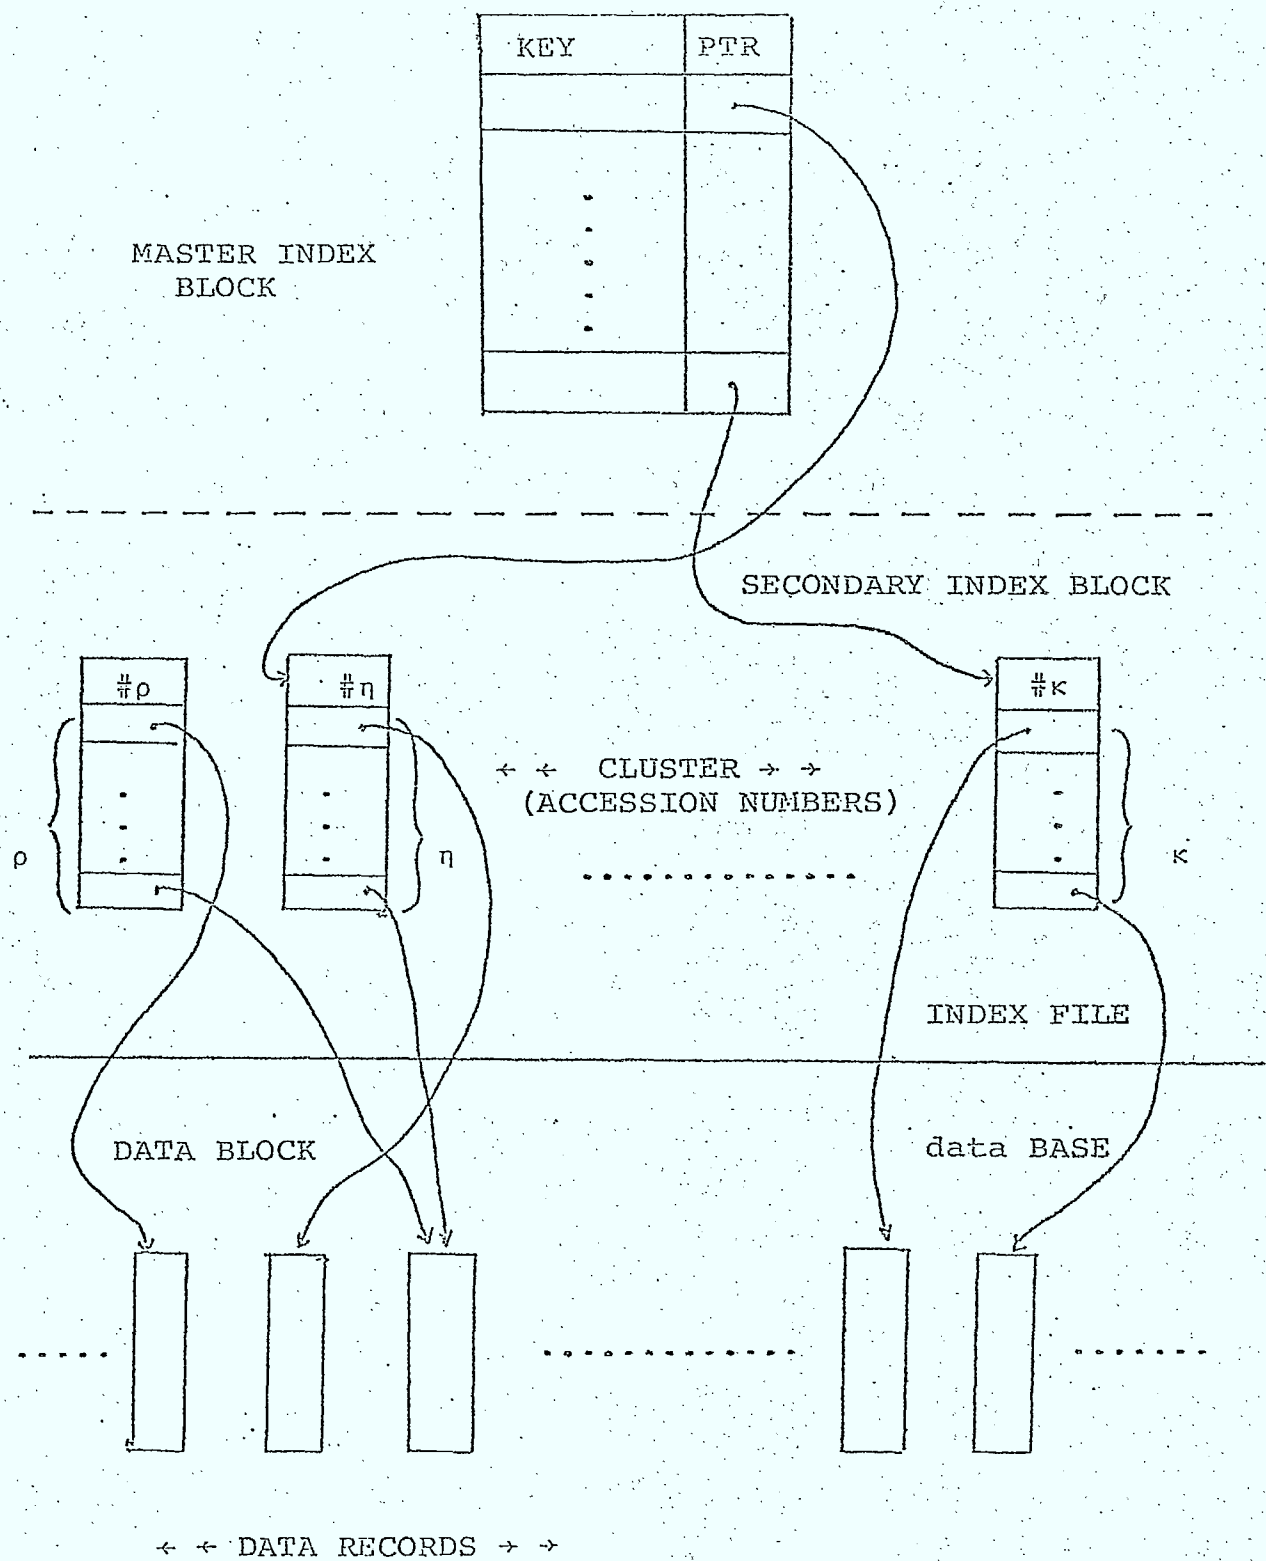 KEY PTR
MASTER INDEX
BLOCK
SECONDARY INDEX BLOCK
#ρ #η #κ
← ← CLUSTER → →
(ACCESSION NUMBERS)
ρ η κ
INDEX FILE
DATA BLOCK data BASE
← ← DATA RECORDS → →